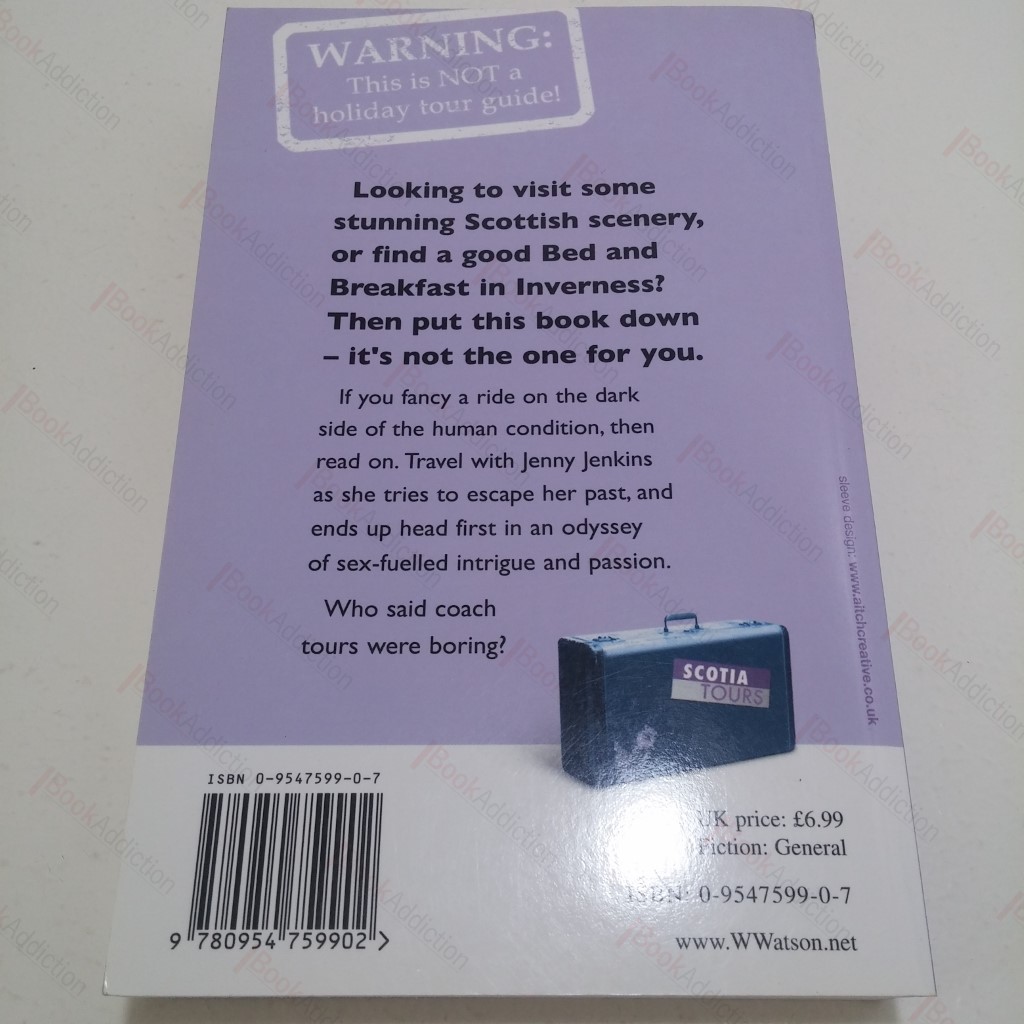 WARNING:
This is NOT a
holiday tour guide!
Looking to visit some
stunning Scottish scenery,
or find a good Bed and
Breakfast in Inverness?
Then put this book down
– it's not the one for you.
If you fancy a ride on the dark
side of the human condition, then
read on. Travel with Jenny Jenkins
as she tries to escape her past, and
ends up head first in an odyssey
of sex-fuelled intrigue and passion.
Who said coach
tours were boring?
SCOTIA
TOURS
sleeve design: www.aitchcreative.co.uk
ISBN 0-9547599-0-7
9 780954 759902 >
UK price: £6.99
Fiction: General
ISBN: 0-9547599-0-7
www.WWatson.net
BookAddiction